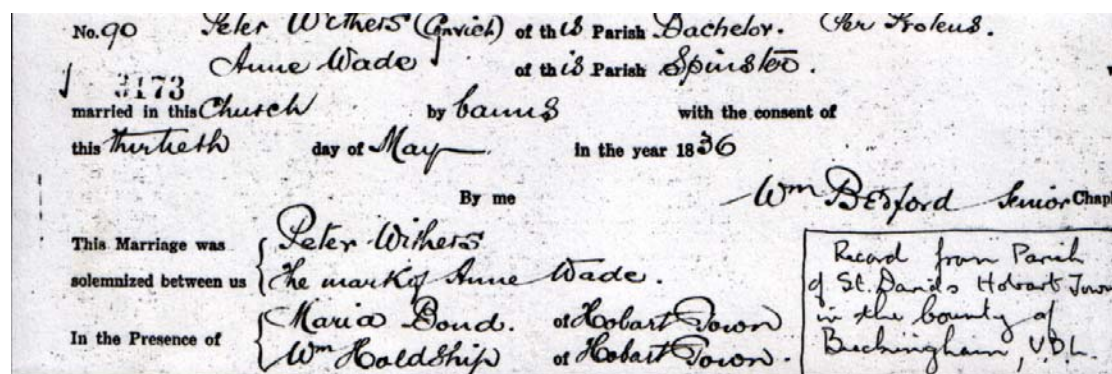 No. 90 Peter Withers (Convict) of this Parish Bachelor. Per Proteus.
Anne Wade of this Parish Spinster.
3173
married in this Church by banns with the consent of
this thirtieth day of May in the year 1836
By me Wm Bedford Senior Chapl
This Marriage was solemnized between us
Peter Withers
The mark of Anne Wade.
In the Presence of
Maria Bond. of Hobart Town
Wm Holdship of Hobart Town.
Record from Parish
of St. Davids Hobart Town
in the County of
Buckingham, V.D.L.